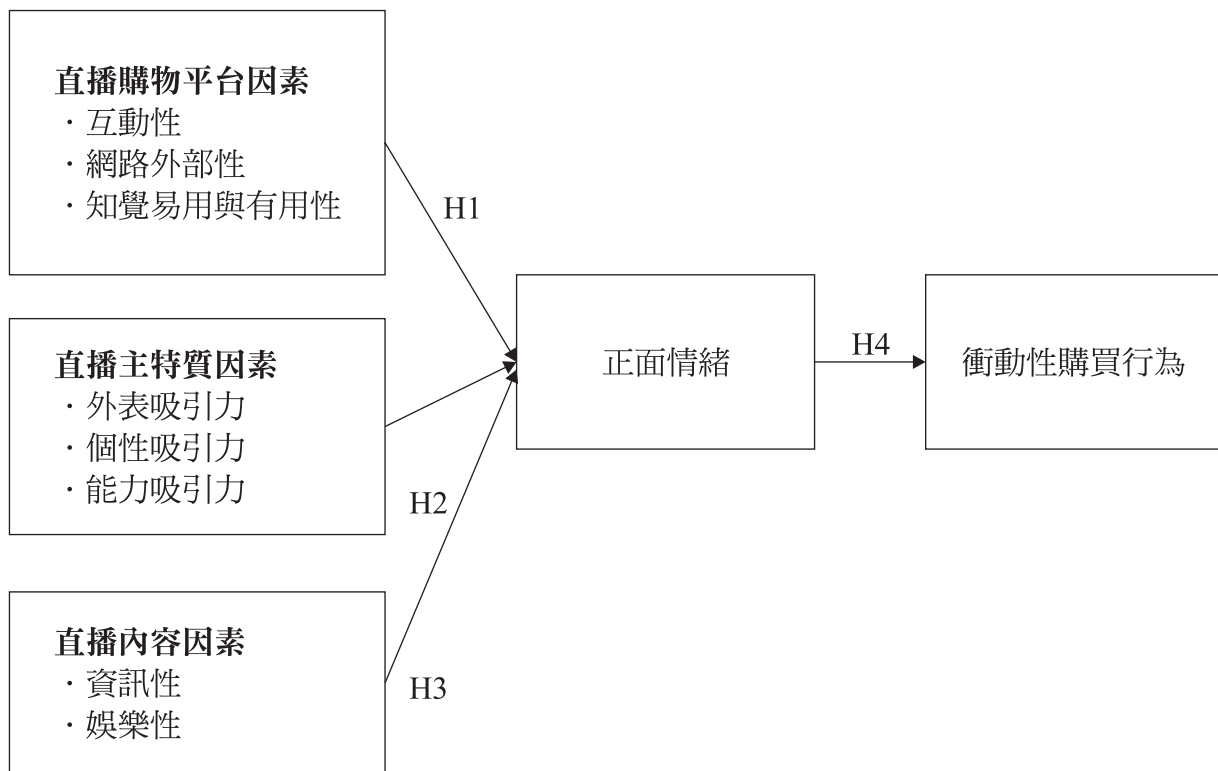 直播購物平台因素
・互動性
・網路外部性
・知覺易用與有用性
H1
直播主特質因素
・外表吸引力
・個性吸引力
・能力吸引力
H2
直播內容因素
・資訊性
・娛樂性
H3
正面情緒
H4
衝動性購買行為